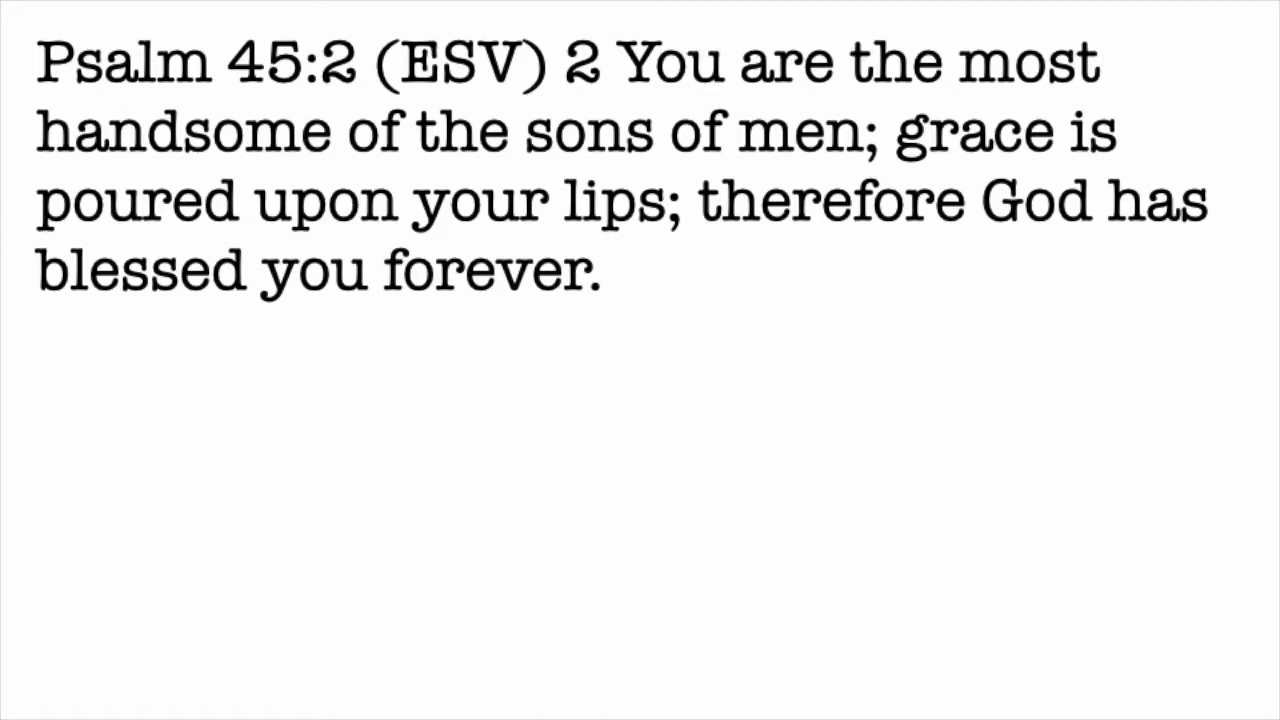 Psalm 45:2 (ESV) 2 You are the most
handsome of the sons of men; grace is
poured upon your lips; therefore God has
blessed you forever.